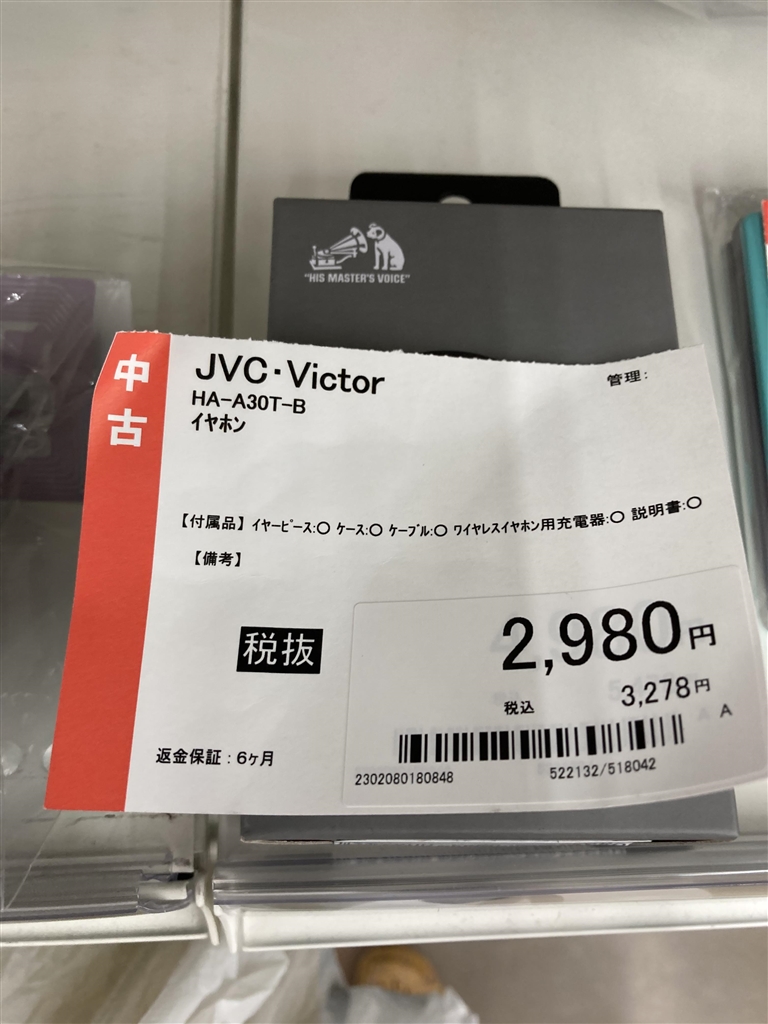 "HIS MASTER'S VOICE"
中古
JVC・Victor
管理:
HA-A30T-B
イヤホン
【付属品】イヤーピース:○ ケース:○ ケーブル:○ ワイヤレスイヤホン用充電器:○ 説明書:○
【備考】
税抜
2,980円
税込 3,278円
A
返金保証:6ヶ月
2302080180848
522132/518042